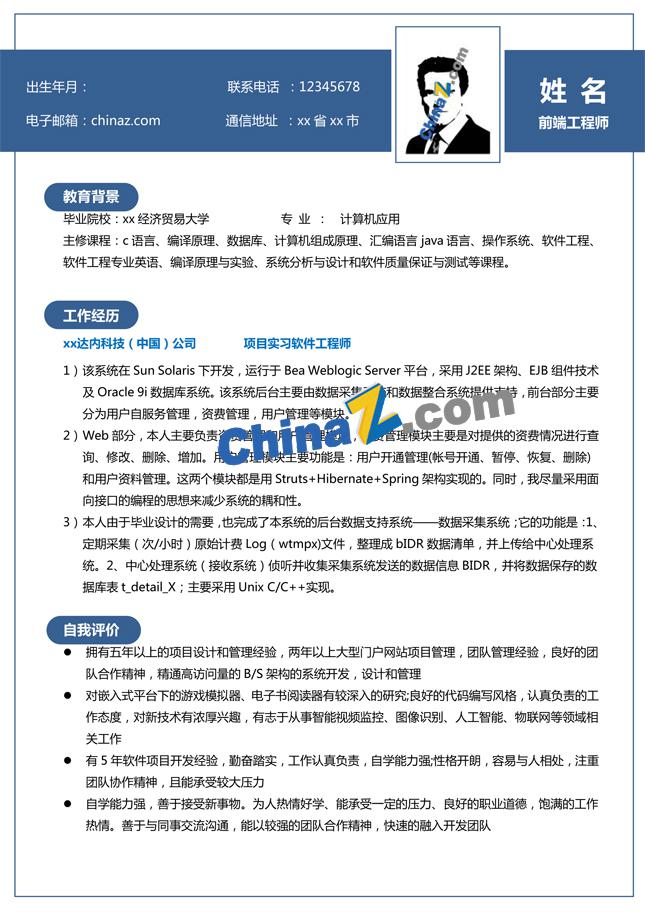 出生年月：
联系电话 ：12345678
电子邮箱：chinaz.com
通信地址 ：xx 省 xx 市
ChinaZ.com
姓 名
前端工程师
教育背景
毕业院校：xx 经济贸易大学 专 业 ： 计算机应用
主修课程：c 语言、编译原理、数据库、计算机组成原理、汇编语言 java 语言、操作系统、软件工程、
软件工程专业英语、编译原理与实验、系统分析与设计和软件质量保证与测试等课程。
工作经历
xx达内科技（中国）公司 项目实习软件工程师
1）该系统在 Sun Solaris 下开发，运行于 Bea Weblogic Server 平台，采用 J2EE 架构、EJB 组件技术
及 Oracle 9i 数据库系统。该系统后台主要由数据采集 和数据整合系统提供支持，前台部分主要
分为用户自服务管理，资费管理，用户管理等模块。
ChinaZ.com
2）Web 部分，本人主要负责 管理模块主要是对提供的资费情况进行查
询、修改、删除、增加。用户管理模块主要功能是：用户开通管理(帐号开通、暂停、恢复、删除)
和用户资料管理。这两个模块都是用 Struts+Hibernate+Spring 架构实现的。同时，我尽量采用面
向接口的编程的思想来减少系统的耦和性。
3）本人由于毕业设计的需要，也完成了本系统的后台数据支持系统——数据采集系统；它的功能是：1、
定期采集（次/小时）原始计费 Log（wtmpx)文件，整理成 bIDR 数据清单，并上传给中心处理系
统。2、中心处理系统（接收系统）侦听并收集采集系统发送的数据信息 BIDR，并将数据保存的数
据库表 t_detail_X；主要采用 Unix C/C++实现。
自我评价
● 拥有五年以上的项目设计和管理经验，两年以上大型门户网站项目管理，团队管理经验，良好的团
队合作精神，精通高访问量的 B/S 架构的系统开发，设计和管理
● 对嵌入式平台下的游戏模拟器、电子书阅读器有较深入的研究;良好的代码编写风格，认真负责的工
作态度，对新技术有浓厚兴趣，有志于从事智能视频监控、图像识别、人工智能、物联网等领域相
关工作
● 有 5 年软件项目开发经验，勤奋踏实，工作认真负责，自学能力强;性格开朗，容易与人相处，注重
团队协作精神，且能承受较大压力
● 自学能力强，善于接受新事物。为人热情好学、能承受一定的压力、良好的职业道德，饱满的工作
热情。善于与同事交流沟通，能以较强的团队合作精神，快速的融入开发团队